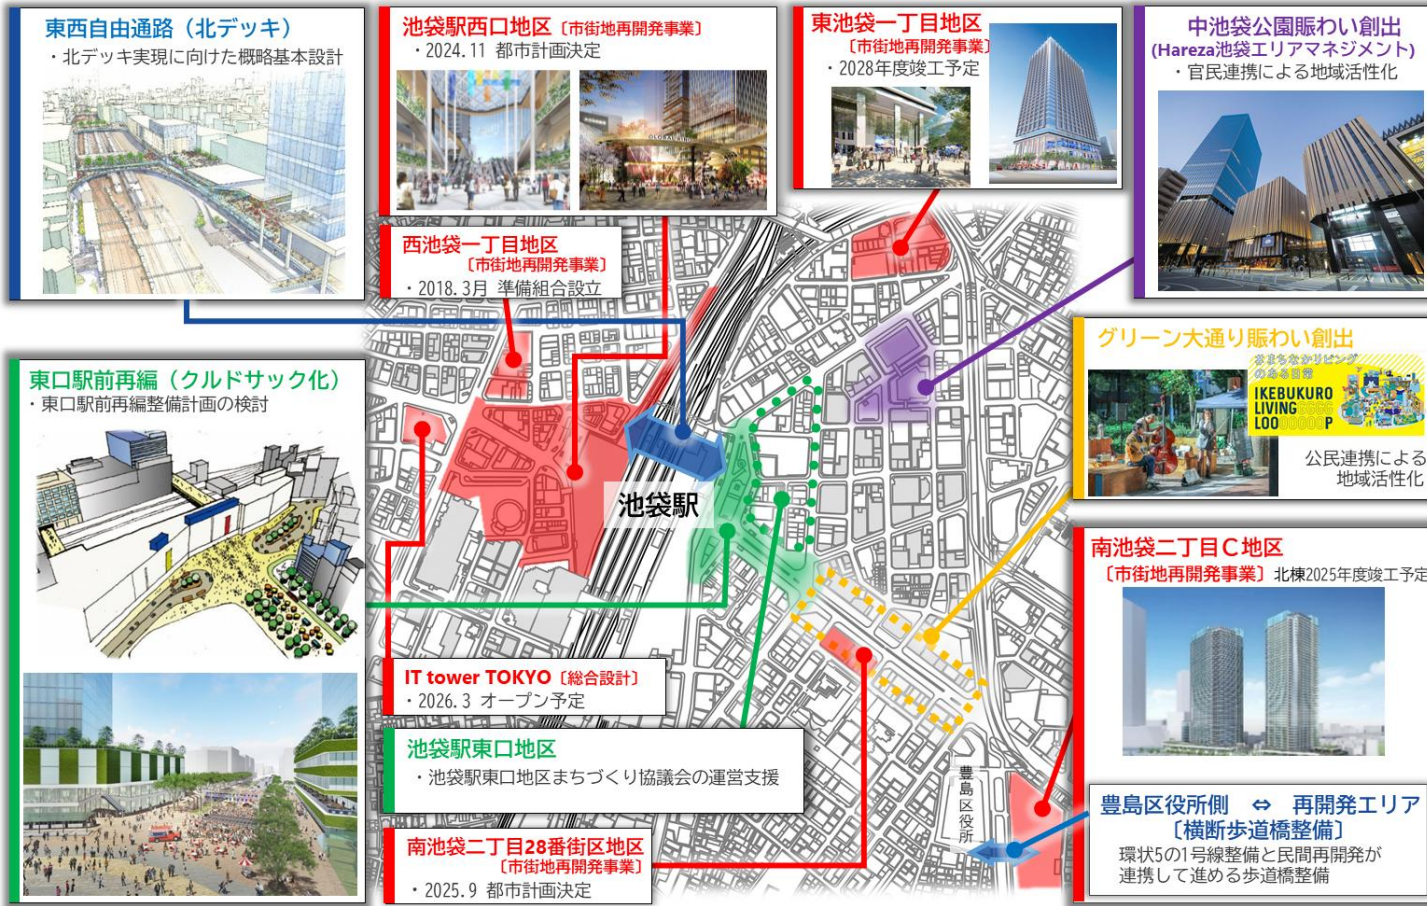 東西自由通路（北デッキ）
・北デッキ実現に向けた概略基本設計
池袋駅西口地区〔市街地再開発事業〕
・2024.11 都市計画決定
東池袋一丁目地区
〔市街地再開発事業〕
・2028年度竣工予定
中池袋公園賑わい創出
(Hareza池袋エリアマネジメント)
・官民連携による地域活性化
西池袋一丁目地区
〔市街地再開発事業〕
・2018.3月 準備組合設立
グリーン大通り賑わい創出
おまちなかリビング
のある日常
IKEBUKURO
LIVING
LOOOOOOOP
公民連携による
地域活性化
東口駅前再編（クルドサック化）
・東口駅前再編整備計画の検討
池袋駅
南池袋二丁目C地区
〔市街地再開発事業〕北棟2025年度竣工予定
IT tower TOKYO〔総合設計〕
・2026.3 オープン予定
池袋駅東口地区
・池袋駅東口地区まちづくり協議会の運営支援
豊島区役所
豊島区役所側 ⇔ 再開発エリア
〔横断歩道橋整備〕
環状5の1号線整備と民間再開発が
連携して進める歩道橋整備
南池袋二丁目28番街区地区
〔市街地再開発事業〕
・2025.9 都市計画決定